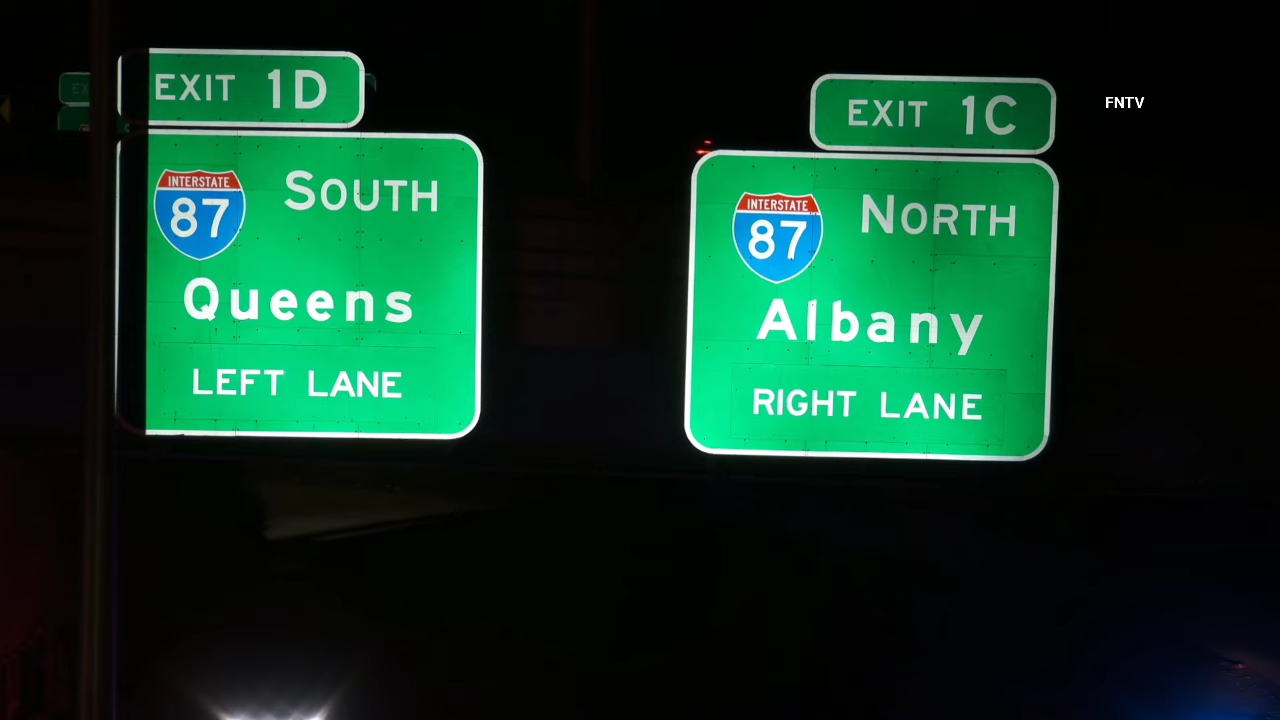 EXIT 1D
INTERSTATE
87
SOUTH
Queens
LEFT LANE
EXIT 1C
INTERSTATE
87
NORTH
Albany
RIGHT LANE
FNTV